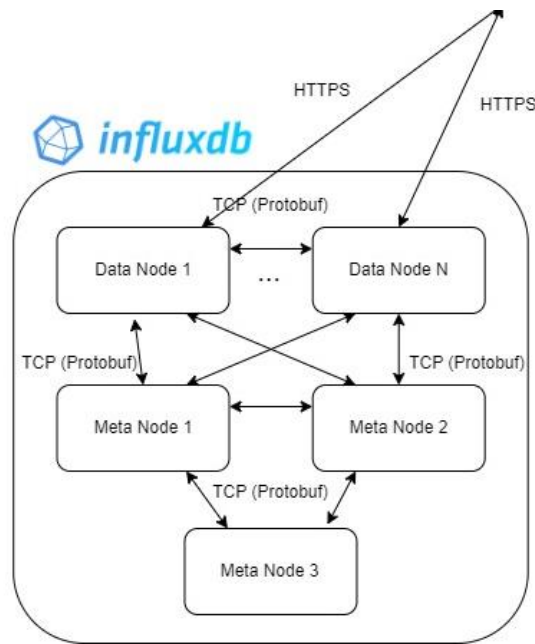 HTTPS
HTTPS
influxdb
TCP (Protobuf)
Data Node 1
...
Data Node N
TCP (Protobuf)
TCP (Protobuf)
Meta Node 1
Meta Node 2
TCP (Protobuf)
Meta Node 3